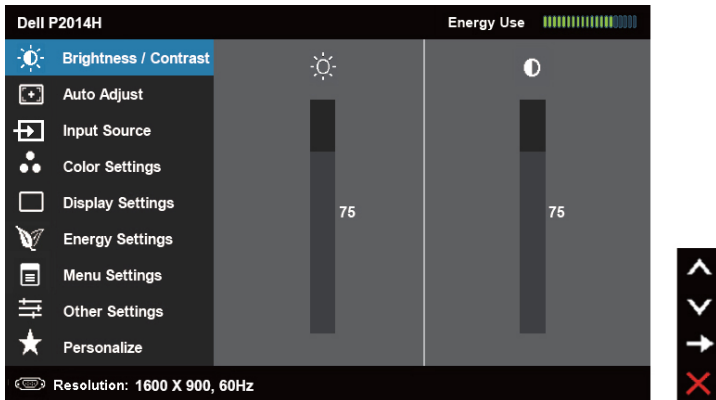 Dell P2014H
Energy Use
Brightness / Contrast
Auto Adjust
Input Source
Color Settings
Display Settings
Energy Settings
Menu Settings
Other Settings
Personalize
75
75
Resolution: 1600 X 900, 60Hz